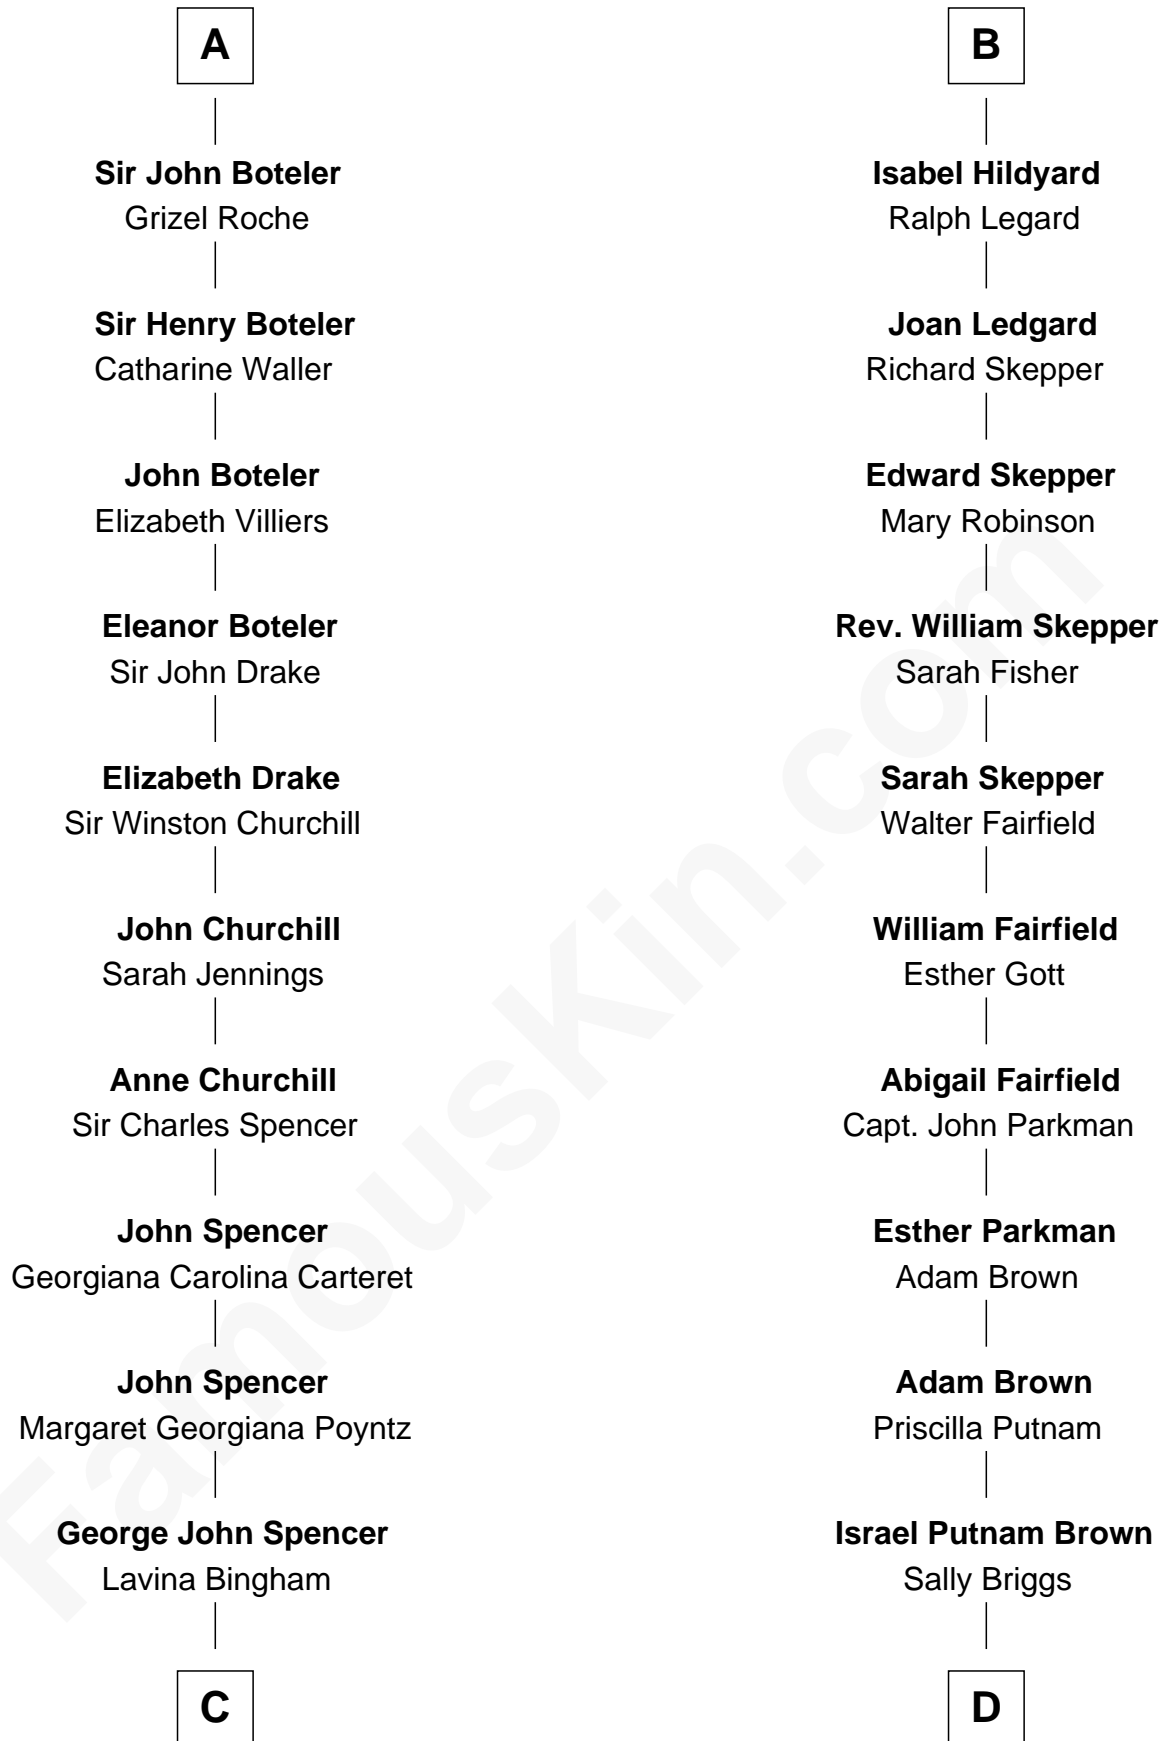 A
Sir John Boteler
Grizel Roche
Sir Henry Boteler
Catharine Waller
John Boteler
Elizabeth Villiers
Eleanor Boteler
Sir John Drake
Elizabeth Drake
Sir Winston Churchill
John Churchill
Sarah Jennings
Anne Churchill
Sir Charles Spencer
John Spencer
Georgiana Carolina Carteret
John Spencer
Margaret Georgiana Poyntz
George John Spencer
Lavina Bingham
C
B
Isabel Hildyard
Ralph Legard
Joan Ledgard
Richard Skepper
Edward Skepper
Mary Robinson
Rev. William Skepper
Sarah Fisher
Sarah Skepper
Walter Fairfield
William Fairfield
Esther Gott
Abigail Fairfield
Capt. John Parkman
Esther Parkman
Adam Brown
Adam Brown
Priscilla Putnam
Israel Putnam Brown
Sally Briggs
D
FamousKin.com